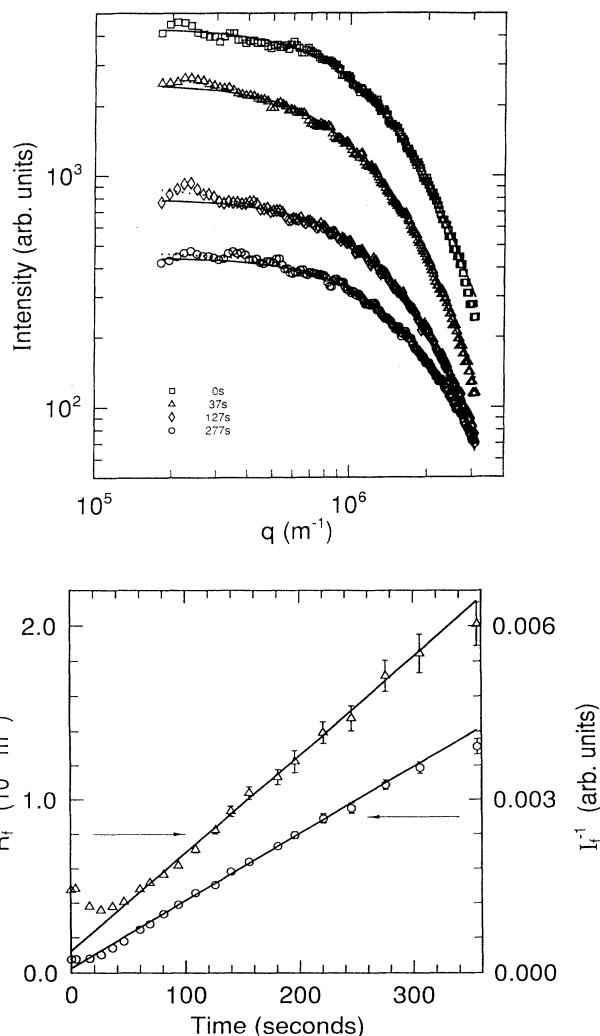 Intensity (arb. units)
10³
10²
0s
37s
127s
277s
10⁵
10⁶
q (m⁻¹)
2.0
0.006
1.0
0.003
I_f⁻¹ (arb. units)
0.0
0.000
0
100
200
300
Time (seconds)